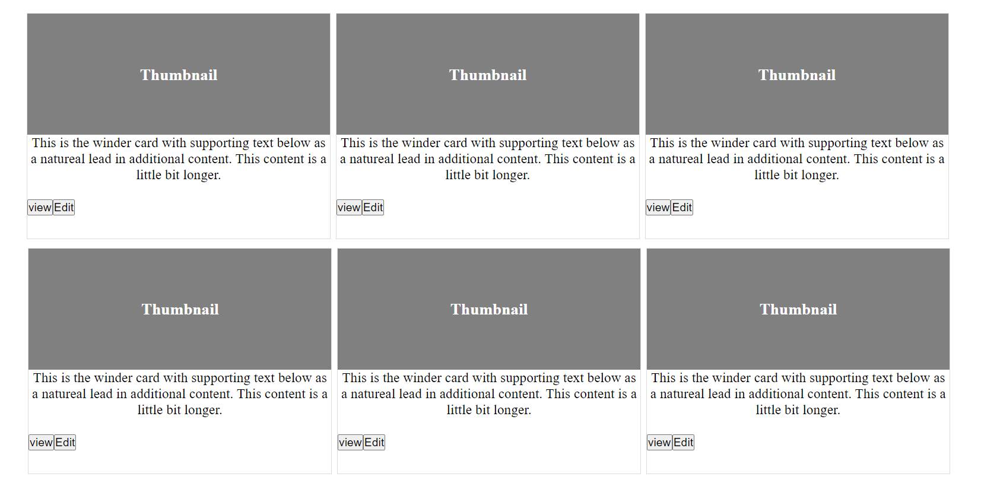 Thumbnail
This is the winder card with supporting text below as
a natureal lead in additional content. This content is a
little bit longer.
view Edit
Thumbnail
This is the winder card with supporting text below as
a natureal lead in additional content. This content is a
little bit longer.
view Edit
Thumbnail
This is the winder card with supporting text below as
a natureal lead in additional content. This content is a
little bit longer.
view Edit
Thumbnail
This is the winder card with supporting text below as
a natureal lead in additional content. This content is a
little bit longer.
view Edit
Thumbnail
This is the winder card with supporting text below as
a natureal lead in additional content. This content is a
little bit longer.
view Edit
Thumbnail
This is the winder card with supporting text below as
a natureal lead in additional content. This content is a
little bit longer.
view Edit